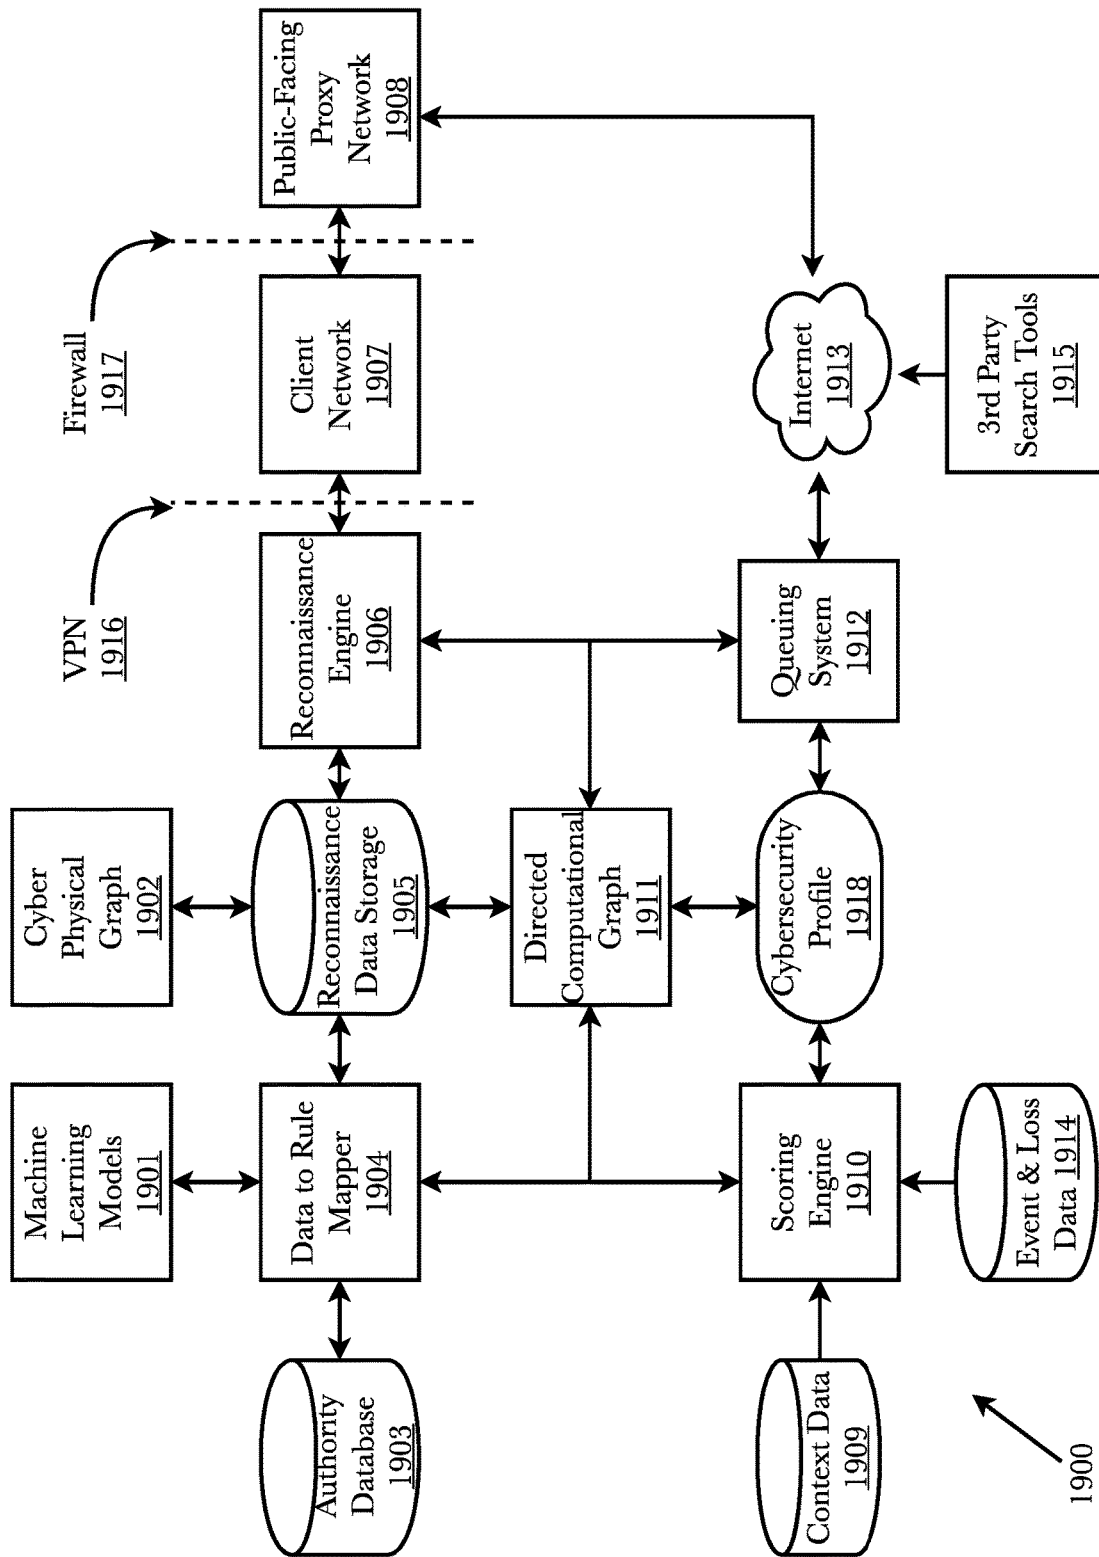 Machine
Learning
Models
1901
Cyber
Physical
Graph
1902
VPN
1916
Firewall
1917
Authority
Database
1903
Data to Rule
Mapper
1904
Reconnaissance
Data Storage
1905
Reconnaissance
Engine
1906
Client
Network
1907
Public-Facing
Proxy
Network
1908
Directed
Computational
Graph
1911
Context Data
1909
Scoring
Engine
1910
Cybersecurity
Profile
1918
Queuing
System
1912
Internet
1913
Event & Loss
Data 1914
3rd Party
Search Tools
1915
1900